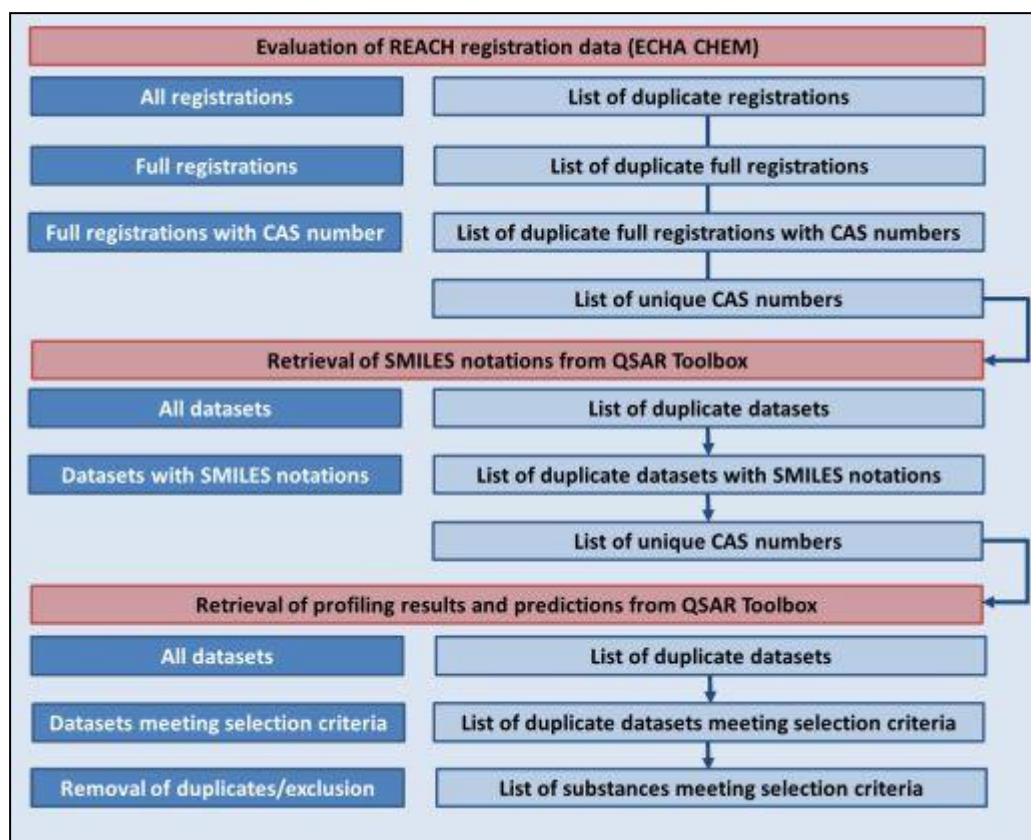 Evaluation of REACH registration data (ECHA CHEM)
All registrations
List of duplicate registrations
Full registrations
List of duplicate full registrations
Full registrations with CAS number
List of duplicate full registrations with CAS numbers
List of unique CAS numbers
Retrieval of SMILES notations from QSAR Toolbox
All datasets
List of duplicate datasets
Datasets with SMILES notations
List of duplicate datasets with SMILES notations
List of unique CAS numbers
Retrieval of profiling results and predictions from QSAR Toolbox
All datasets
List of duplicate datasets
Datasets meeting selection criteria
List of duplicate datasets meeting selection criteria
Removal of duplicates/exclusion
List of substances meeting selection criteria